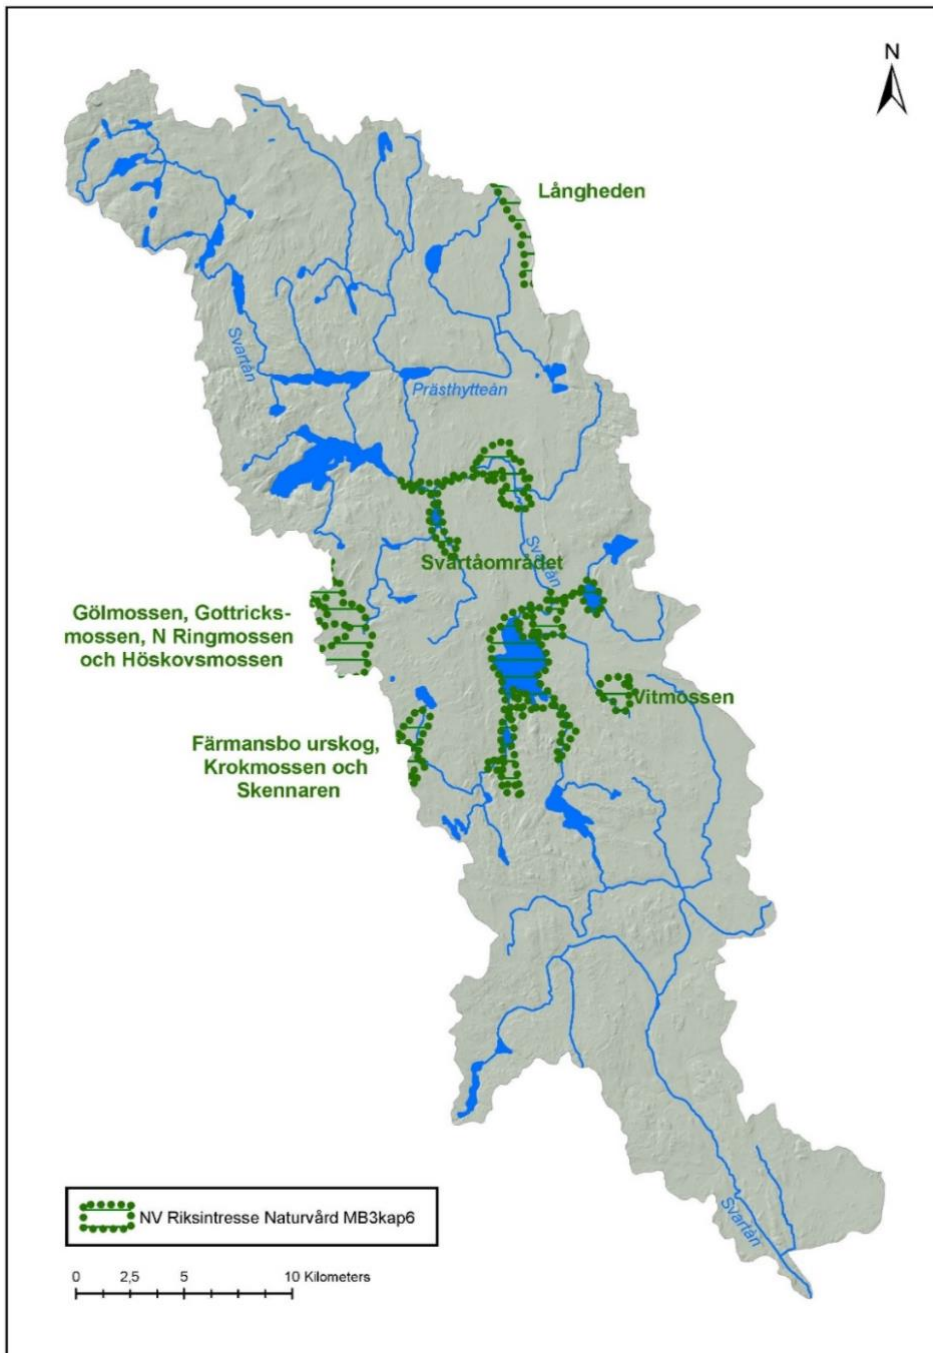 N
Långheden
Svartån
Prästhytteån
Svartån
Svartåområdet
Gölmossen, Gottricks-
mossen, N Ringmossen
och Höskovsmossen
Vitmossen
Färmansbo urskog,
Krokmossen och
Skennaren
Svartån
NV Riksintresse Naturvård MB3kap6
0 2,5 5 10 Kilometers